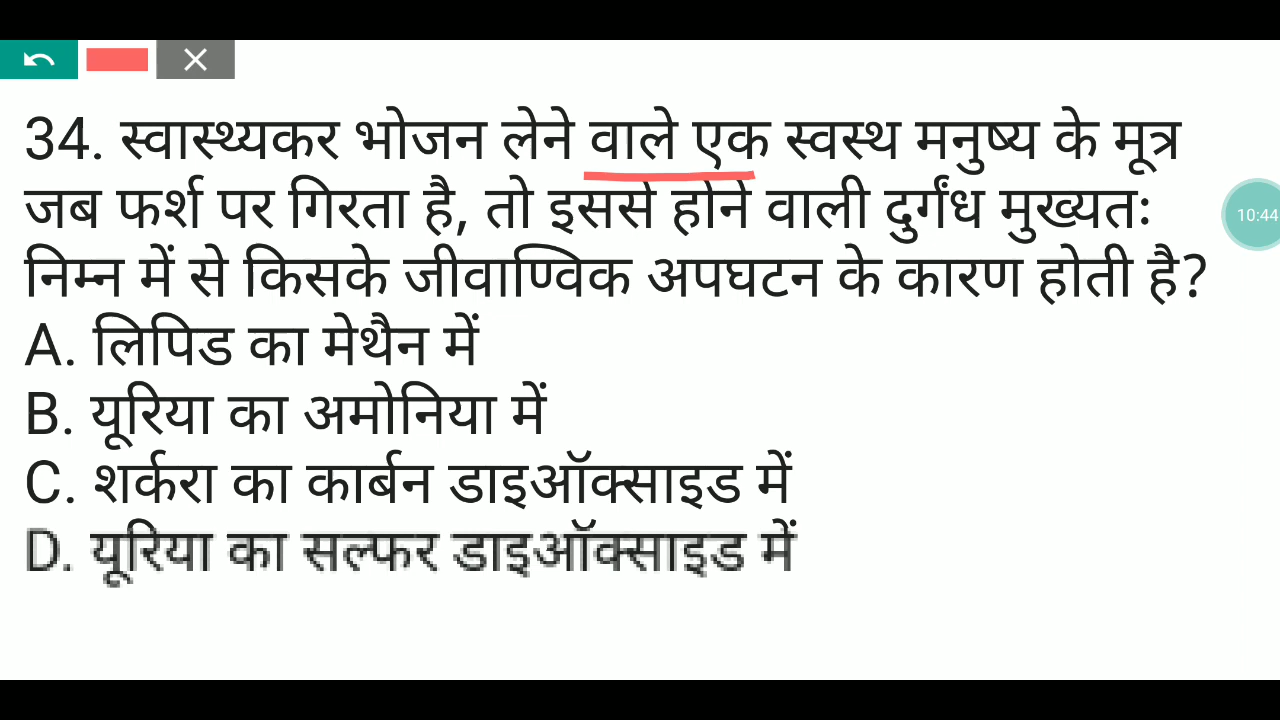 10:44
34. स्वास्थ्यकर भोजन लेने वाले एक स्वस्थ मनुष्य के मूत्र
जब फर्श पर गिरता है, तो इससे होने वाली दुर्गंध मुख्यतः
निम्न में से किसके जीवाण्विक अपघटन के कारण होती है?
A. लिपिड का मेथैन में
B. यूरिया का अमोनिया में
C. शर्करा का कार्बन डाइऑक्साइड में
D. यूरिया का सल्फर डाइऑक्साइड में